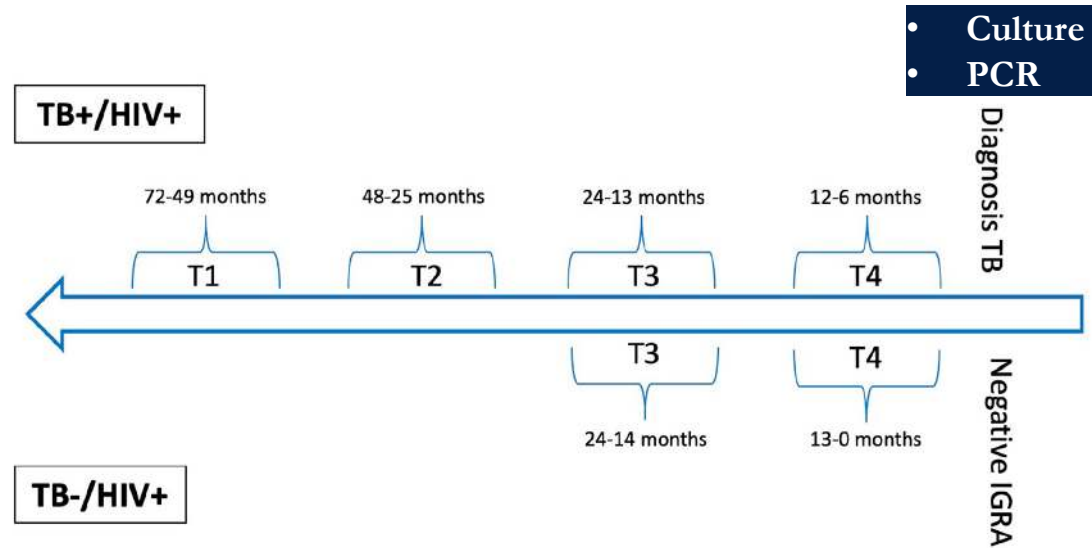 • Culture
• PCR
TB+/HIV+
Diagnosis TB
72-49 months
48-25 months
24-13 months
12-6 months
T1
T2
T3
T4
T3
T4
24-14 months
13-0 months
Negative IGRA
TB-/HIV+